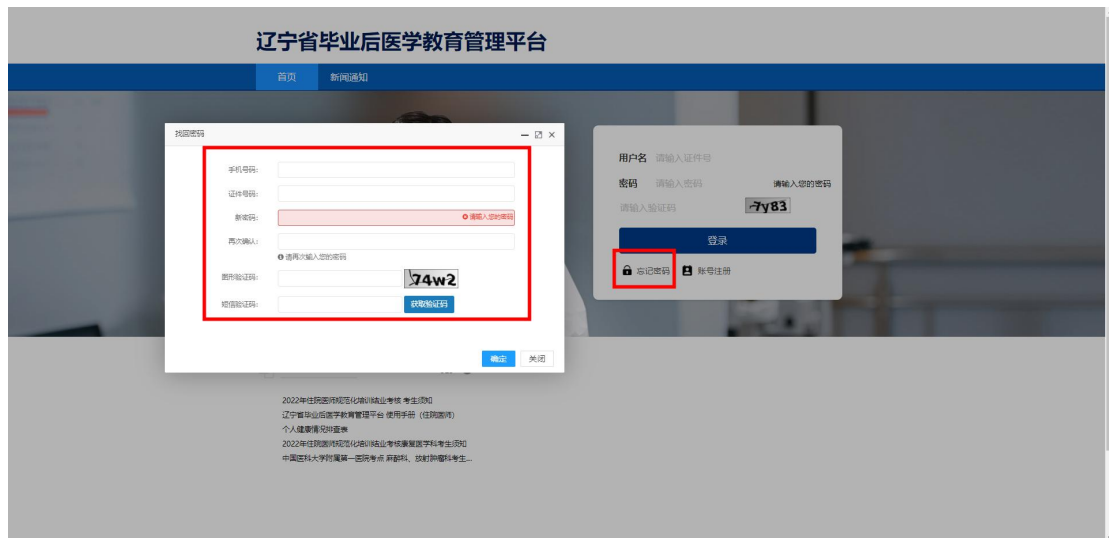 辽宁省毕业后医学教育管理平台
首页 新闻通知
找回密码
手机号码:
证件号码:
新密码: 请输入您的密码
再次确认:
请再次输入您的密码
图形验证码: 74w2
短信验证码: 获取验证码
确定 关闭
用户名 请输入证件号
密码 请输入密码 请输入您的密码
请输入验证码 7y83
登录
忘记密码 账号注册
2022年住院医师规范化培训结业考核 考生须知
辽宁省毕业后医学教育管理平台 使用手册(住院医师)
个人健康情况排查表
2022年住院医师规范化培训结业考核康复医学科考生须知
中国医科大学附属第一医院考点 麻醉科、放射肿瘤科考生...